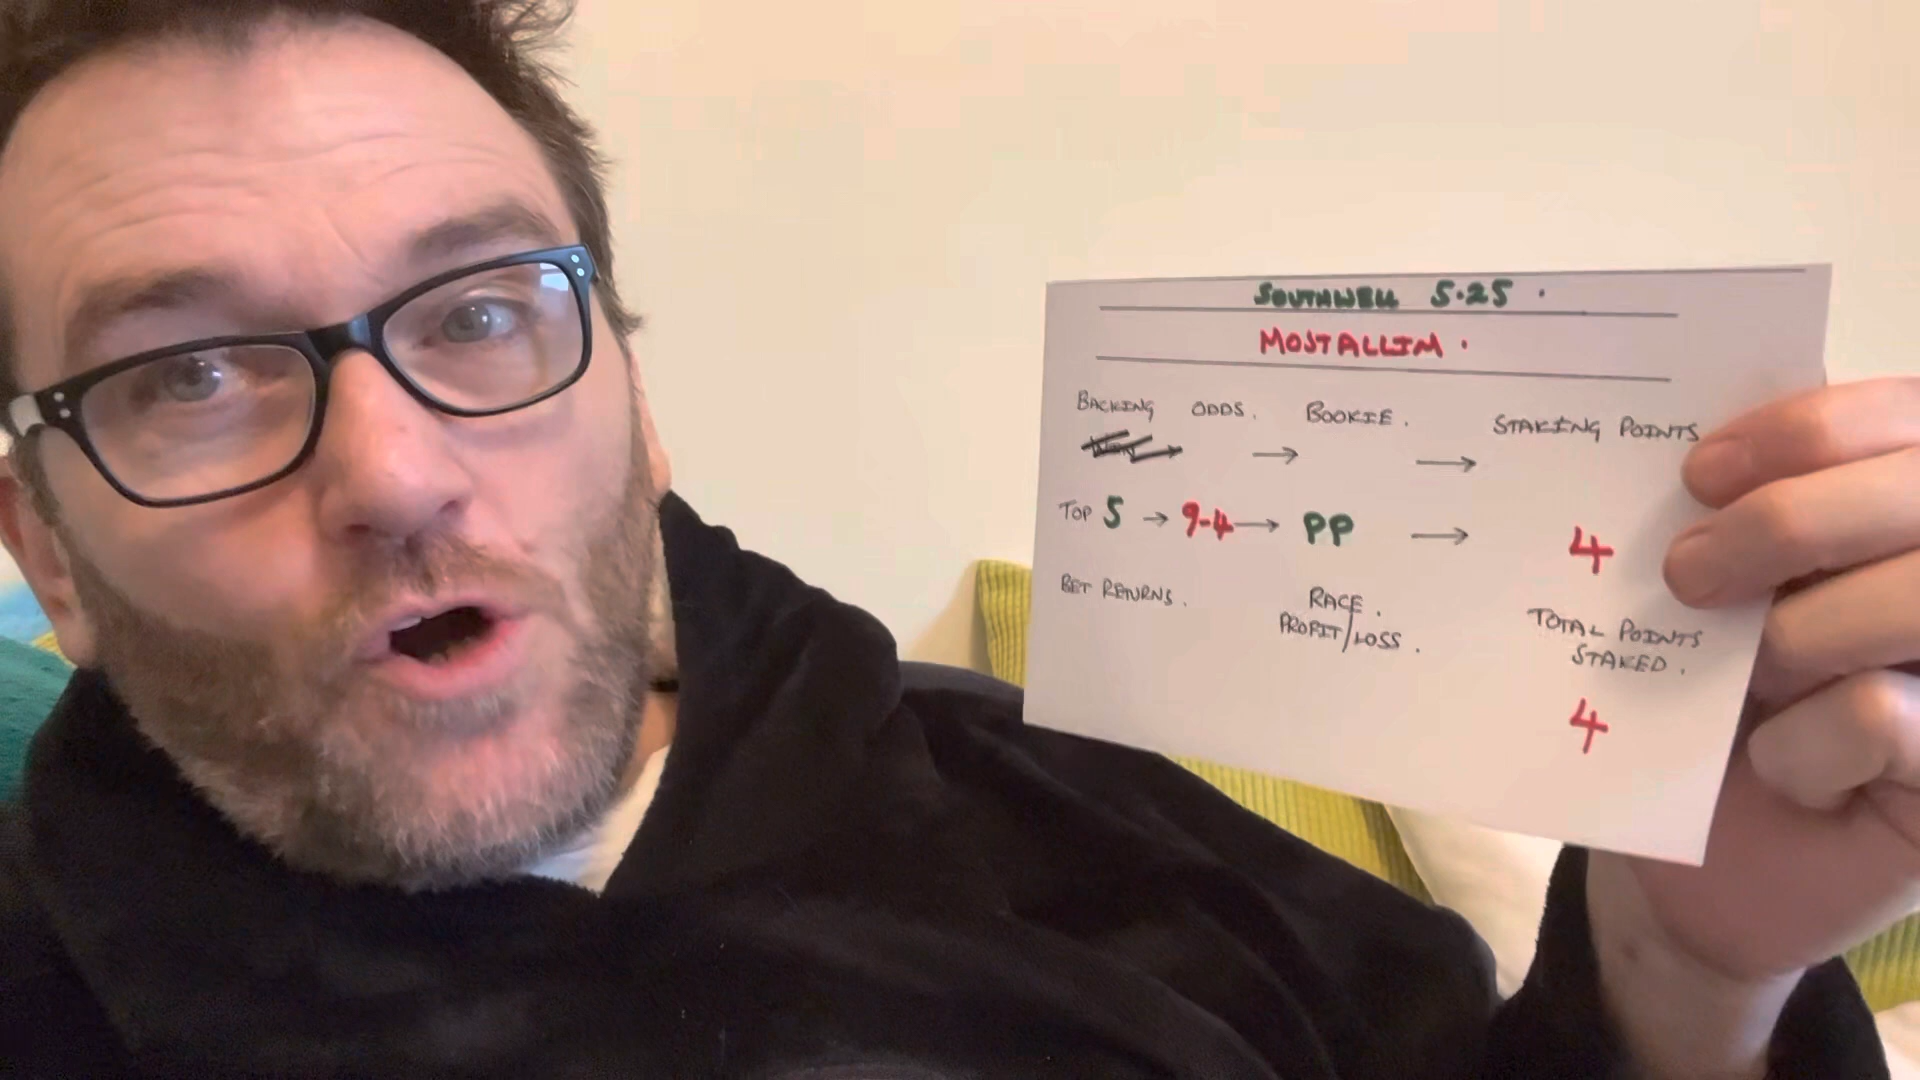 SOUTHWELL 5.25 .
MOSTALLIM .
BACKING ODDS. BOOKIE. STAKING POINTS
→ →
TOP 5 → 9-4 → PP → 4
BET RETURNS. RACE. PROFIT/LOSS. TOTAL POINTS STAKED.
4